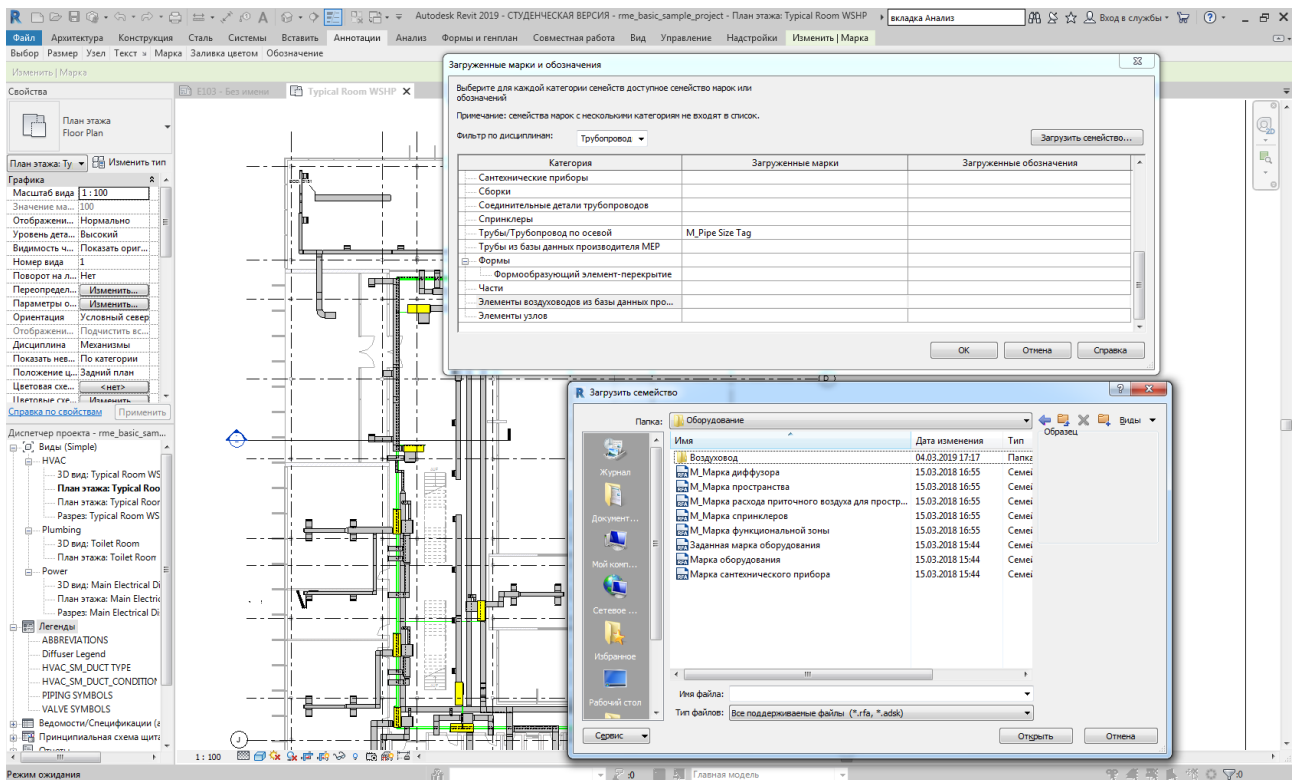 Autodesk Revit 2019 - СТУДЕНЧЕСКАЯ ВЕРСИЯ - rme_basic_sample_project - План этажа: Typical Room WSHP
вкладка Анализ
Вход в службы
Файл Архитектура Конструкция Сталь Системы Вставить Аннотации Анализ Формы и генплан Совместная работа Вид Управление Надстройки Изменить | Марка
Выбор Размер Узел Текст » Марка Заливка цветом Обозначение
Изменить | Марка
Свойства
План этажа
Floor Plan
План этажа: Ty
Изменить тип
Графика
Масштаб вида 1 : 100
Значение ма... 100
Отображени... Нормально
Уровень дета... Высокий
Видимость ч... Показать ориг...
Номер вида 1
Поворот на л... Нет
Переопредел... Изменить...
Параметры о... Изменить...
Ориентация Условный север
Отображени... Подчистить вс...
Дисциплина Механизмы
Показать нев... По категории
Положение ц... Задний план
Цветовая схе... <нет>
Цветовые схе... Изменить...
Справка по свойствам
Применить
Диспетчер проекта - rme_basic_sam...
Виды (Simple)
HVAC
3D вид: Typical Room WS
План этажа: Typical Roo
План этажа: Typical Roor
Разрез: Typical Room WS
Plumbing
3D вид: Toilet Room
План этажа: Toilet Room
Power
3D вид: Main Electrical Di
План этажа: Main Electric
Разрез: Main Electrical Di
Легенды
ABBREVIATIONS
Diffuser Legend
HVAC_SM_DUCT TYPE
HVAC_SM_DUCT_CONDITION
PIPING SYMBOLS
VALVE SYMBOLS
Ведомости/Спецификации (
Принципиальная схема щита
E103 - Без имени
Typical Room WSHP
Загруженные марки и обозначения
Выберите для каждой категории семейств доступное семейство марок или
обозначений
Примечание: семейства марок с несколькими категориями не входят в список.
Фильтр по дисциплинам:
Трубопровод
Загрузить семейство...
Категория Загруженные марки Загруженные обозначения
Сантехнические приборы
Сборки
Соединительные детали трубопроводов
Спринклеры
Трубы/Трубопровод по осевой M_Pipe Size Tag
Трубы из базы данных производителя MEP
Формы
Формообразующий элемент-перекрытие
Части
Элементы воздуховодов из базы данных про...
Элементы узлов
OK Отмена Справка
D
Загрузить семейство
Папка: Оборудование
Виды
Образец
Имя Дата изменения Тип
Воздуховод 04.03.2019 17:17 Папка
М_Марка диффузора 15.03.2018 16:55 Семей
М_Марка пространства 15.03.2018 16:55 Семей
М_Марка расхода приточного воздуха для простр... 15.03.2018 16:55 Семей
М_Марка спринклеров 15.03.2018 16:55 Семей
М_Марка функциональной зоны 15.03.2018 16:55 Семей
Заданная марка оборудования 15.03.2018 15:44 Семей
Марка оборудования 15.03.2018 15:44 Семей
Марка сантехнического прибора 15.03.2018 15:44 Семей
Журнал
Документ...
Мой комп...
Сетевое ...
Избранное
Рабочий стол
Имя файла:
Тип файлов: Все поддерживаемые файлы (*.rfa, *.adsk)
Сервис
Открыть
Отмена
J
1 : 100
Режим ожидания
:0
Главная модель
:0